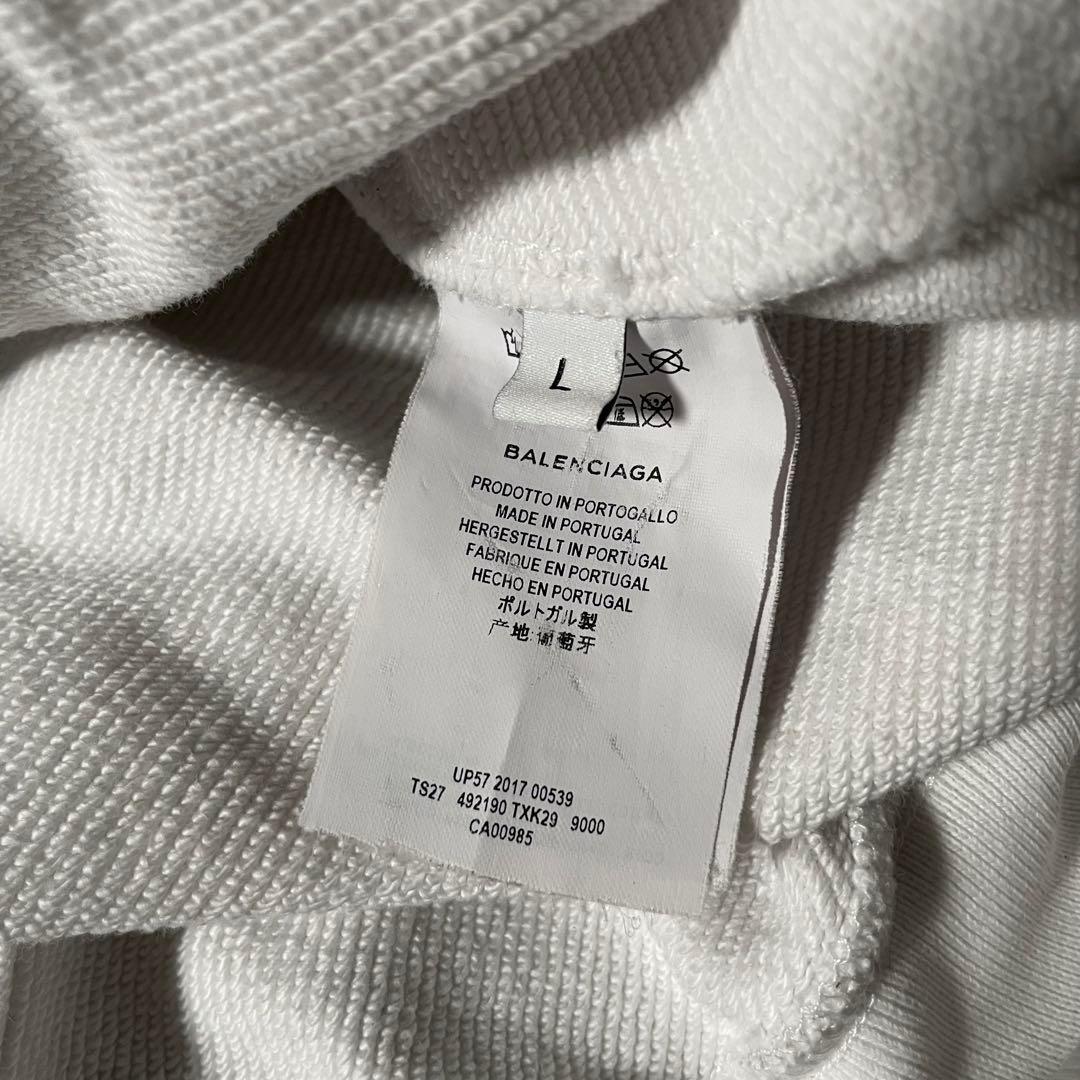 L
BALENCIAGA
PRODOTTO IN PORTOGALLO
MADE IN PORTUGAL
HERGESTELLT IN PORTUGAL
FABRIQUE EN PORTUGAL
HECHO EN PORTUGAL
ポルトガル製
产地:葡萄牙
UP57 2017 00539
TS27 492190 TXK29 9000
CA00985